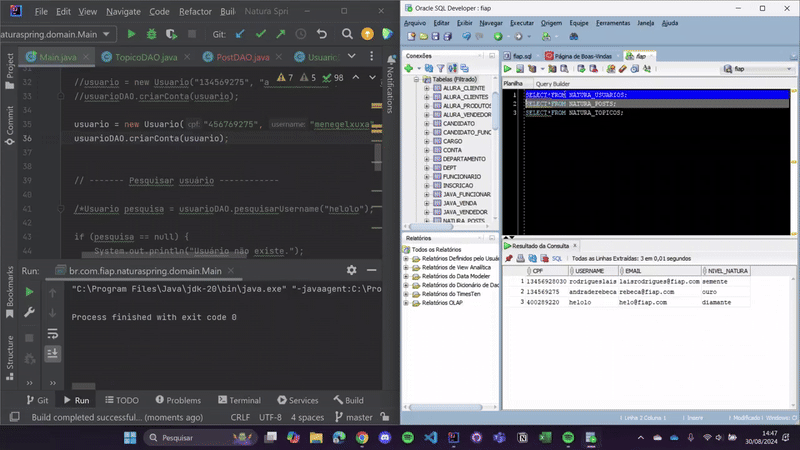 File Edit View Navigate Code Refactor Build Natura Spri
naturaspring.domain.Main
Git:
Main.java TopicoDAO.java PostDAO.java Usuario
32 //usuario = new Usuario("134569275", "a
7 5 98
33 //usuarioDAO.criarConta(usuario);
35 usuario = new Usuario( cpf: "456769275", username: "menegelxuxa"
36 usuarioDAO.criarConta(usuario);
39 // ------- Pesquisar usuário ------------
41 /*Usuario pesquisa = usuarioDAO.pesquisarUsername("helolo");
43 if (pesquisa == null) {
44 System.out.println("Usuário não existe.");
Project
Commit
Structure
Notifications
Run: br.com.fiap.naturaspring.domain.Main
"C:\Program Files\Java\jdk-20\bin\java.exe" "-javaagent:C:\Pro
Process finished with exit code 0
Git Run TODO Problems Terminal Services Build
Build completed successful... (moments ago) CRLF UTF-8 4 spaces master
Oracle SQL Developer : fiap
Arquivo Editar Exibir Navegar Executar Origem Equipe Ferramentas Janela Ajuda
Conexões
Tabelas (Filtrado)
ALURA_CLIENTE
ALURA_CLIENTES
ALURA_PRODUTOS
ALURA_VENDEDOR
CANDIDATO
CANDIDATO_FUNC
CARGO
CONTA
DEPARTAMENTO
DEPT
FUNCIONARIO
INSCRICAO
JAVA_FUNCIONAR
JAVA_VENDA
JAVA_VENDEDOR
NATURA_POSTS
Relatórios
Todos os Relatórios
Relatórios Definidos pelo Usuár
Relatórios de View Analítica
Relatórios do Data Modeler
Relatórios do Dicionário de Dad
Relatórios do TimesTen
Relatórios OLAP
fiap.sql Página de Boas-Vindas fiap
fiap
Planilha Query Builder
1 SELECT*FROM NATURA_USUARIOS;
2 SELECT*FROM NATURA_POSTS;
3 SELECT*FROM NATURA_TOPICOS;
Resultado da Consulta
SQL | Todas as Linhas Extraídas: 3 em 0,01 segundos
CPF USERNAME EMAIL NIVEL_NATURA
1 13456928030 rodrigueslais laisrodrigues@fiap.com semente
2 134569275 andraderebeca rebeca@fiap.com ouro
3 400289220 helolo helo@fiap.com diamante
Linha 2 Coluna 1 Inserir Modificado Windows:
Pesquisar
14:47
30/08/2024